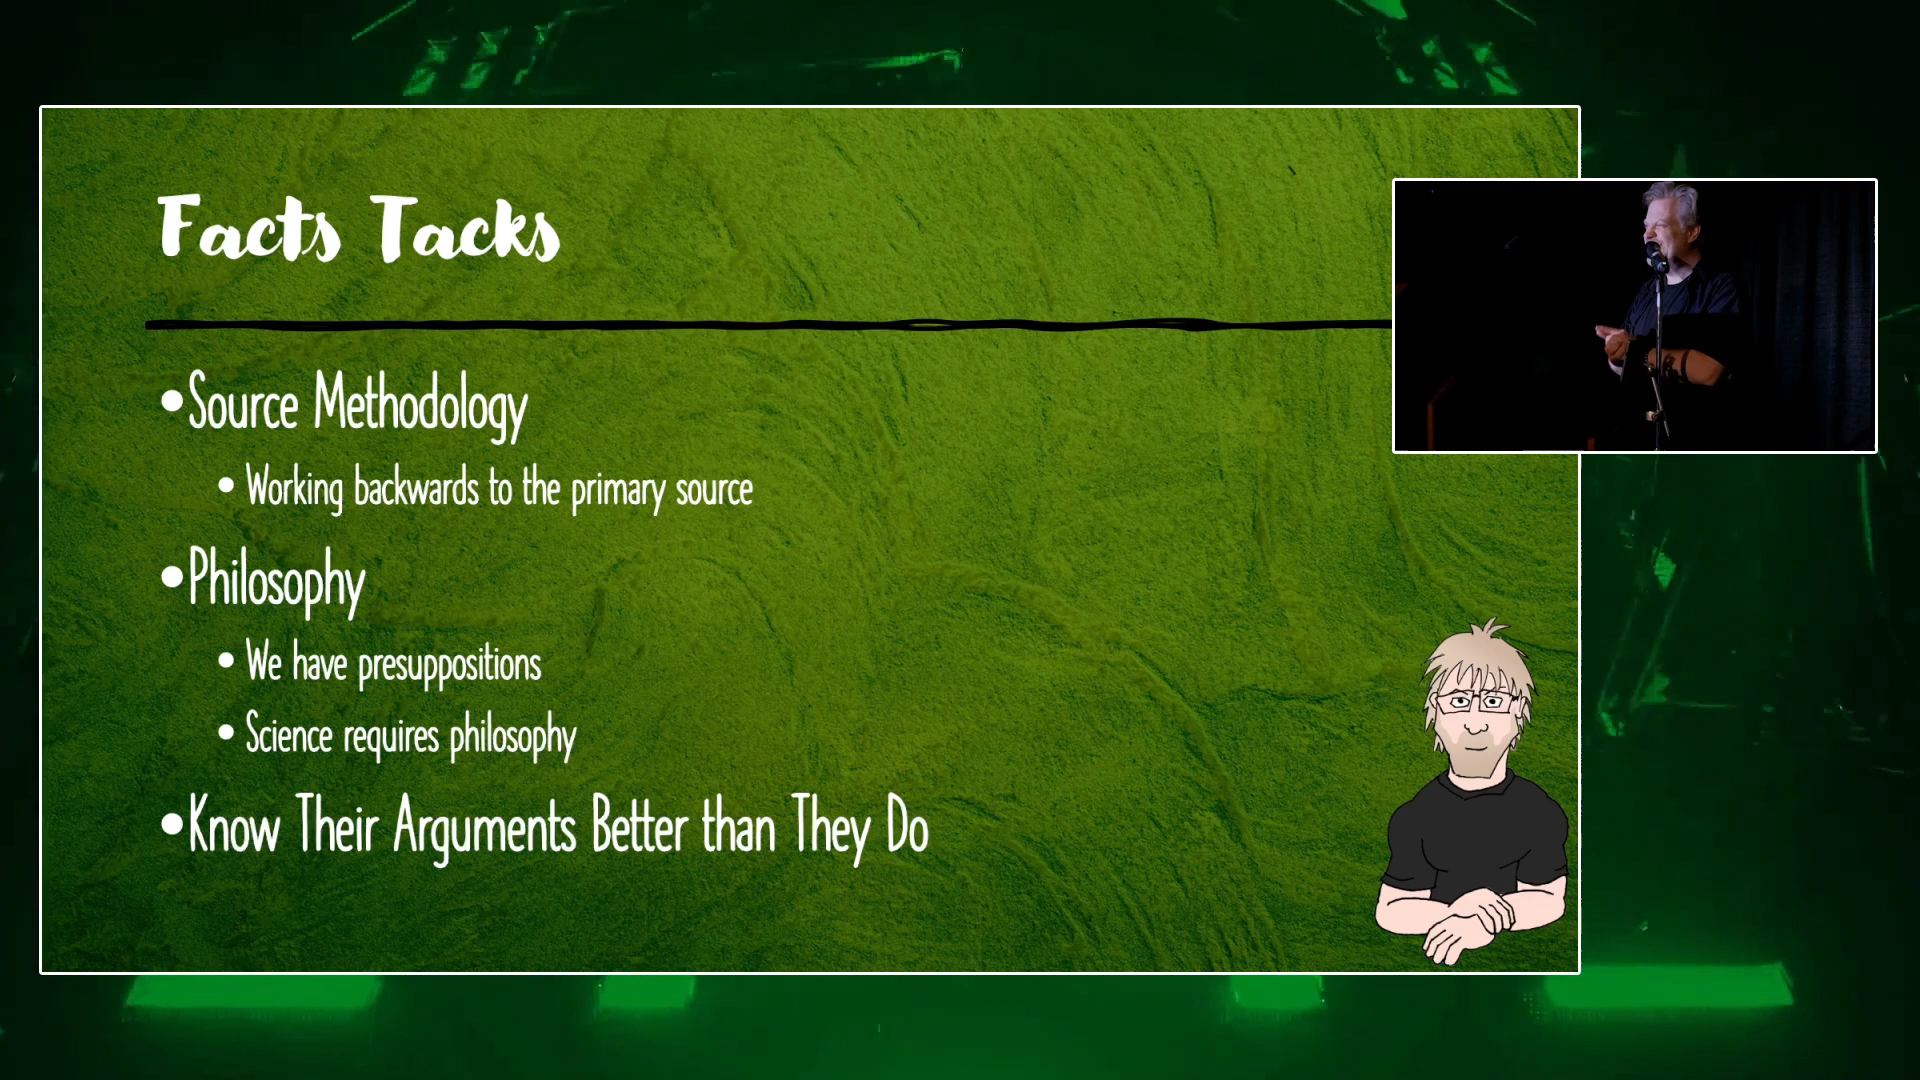 Facts Tacks
•Source Methodology
• Working backwards to the primary source
•Philosophy
• We have presuppositions
• Science requires philosophy
•Know Their Arguments Better than They Do